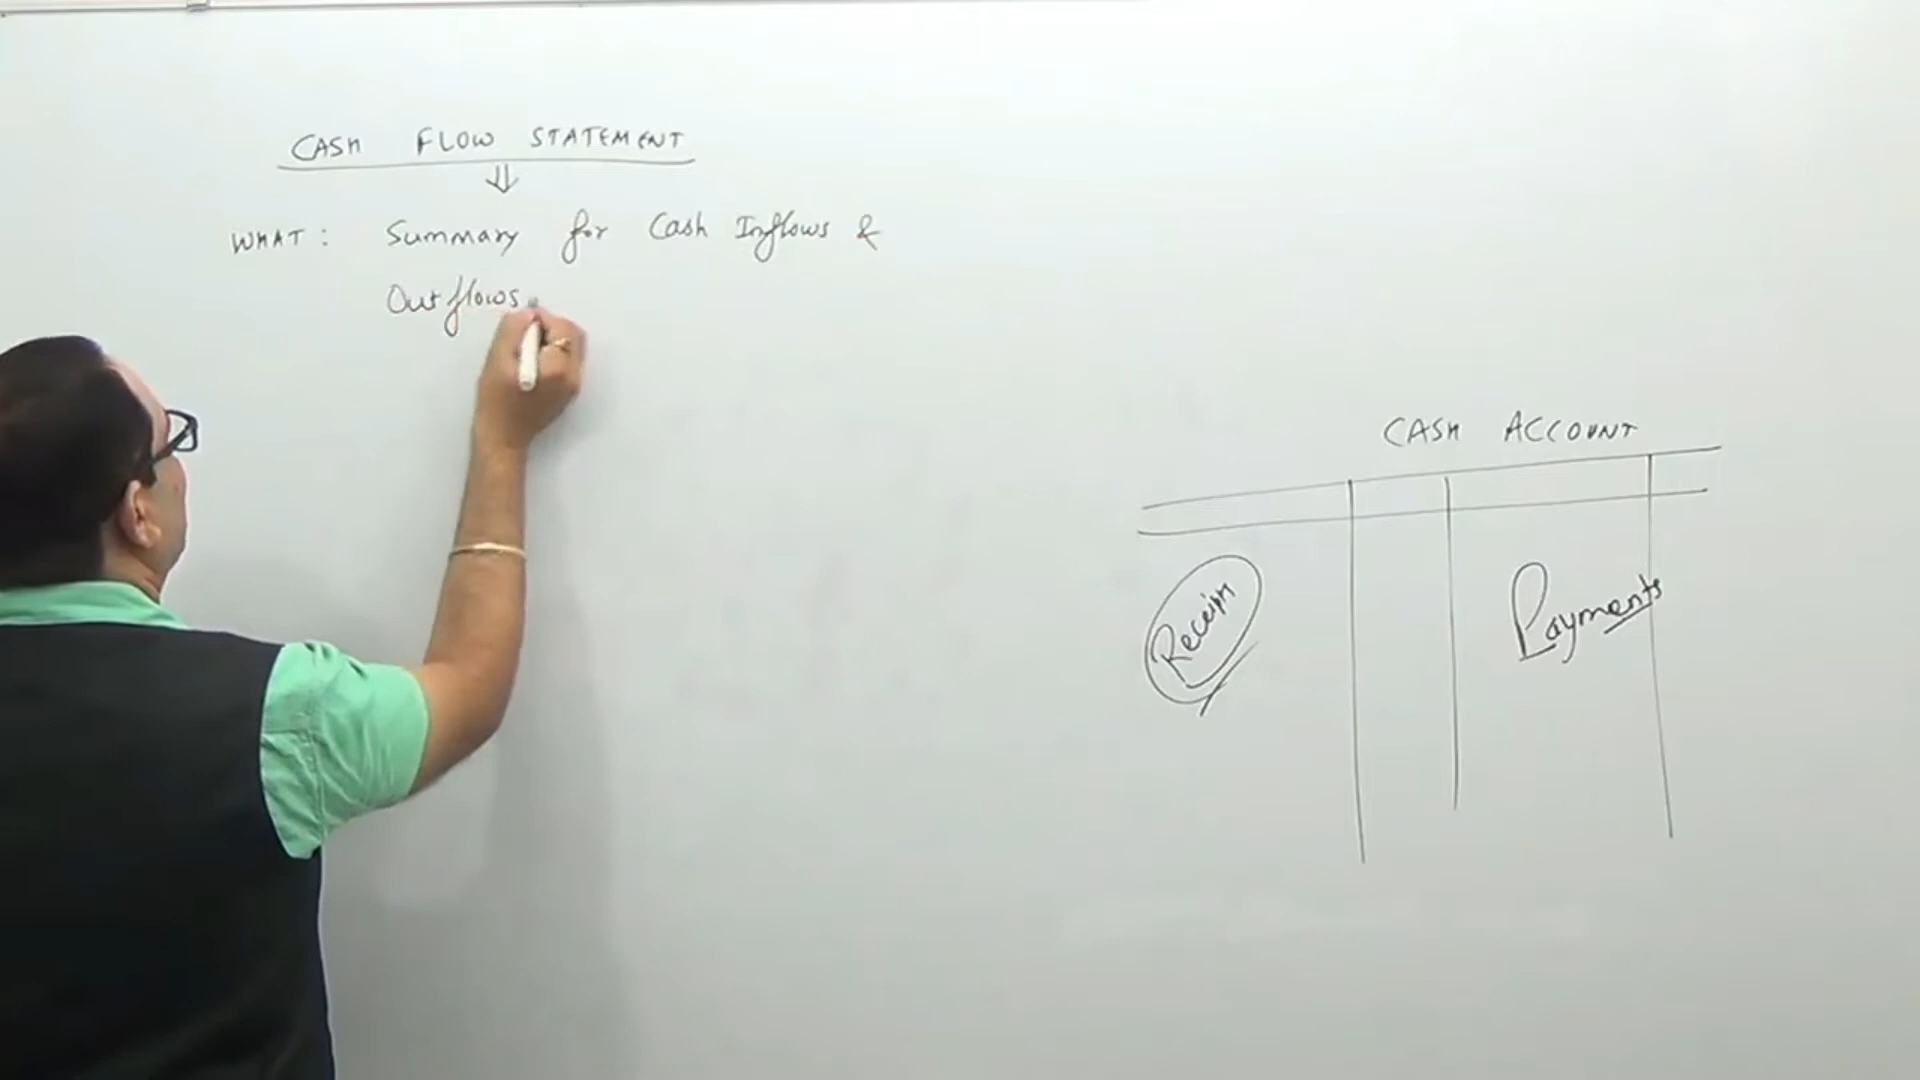 CASH FLOW STATEMENT
WHAT: Summary for Cash Inflows &
Outflows
CASH ACCOUNT
Receipts
Payments